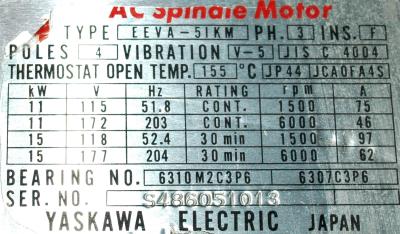 AC Spindle Motor
TYPE EEVA-51KM PH. 3 INS. F
POLES 4 VIBRATION V-5 JIS C 4004
THERMOSTAT OPEN TEMP. 155 °C JP44 JCA0FA4S
kW V Hz RATING rpm A
11 115 51.8 CONT. 1500 75
11 172 203 CONT. 6000 46
15 118 52.4 30 min 1500 97
15 177 204 30 min 6000 62
BEARING NO. 6310M2C3P6 6307C3P6
SER. NO. S486051013
YASKAWA ELECTRIC JAPAN